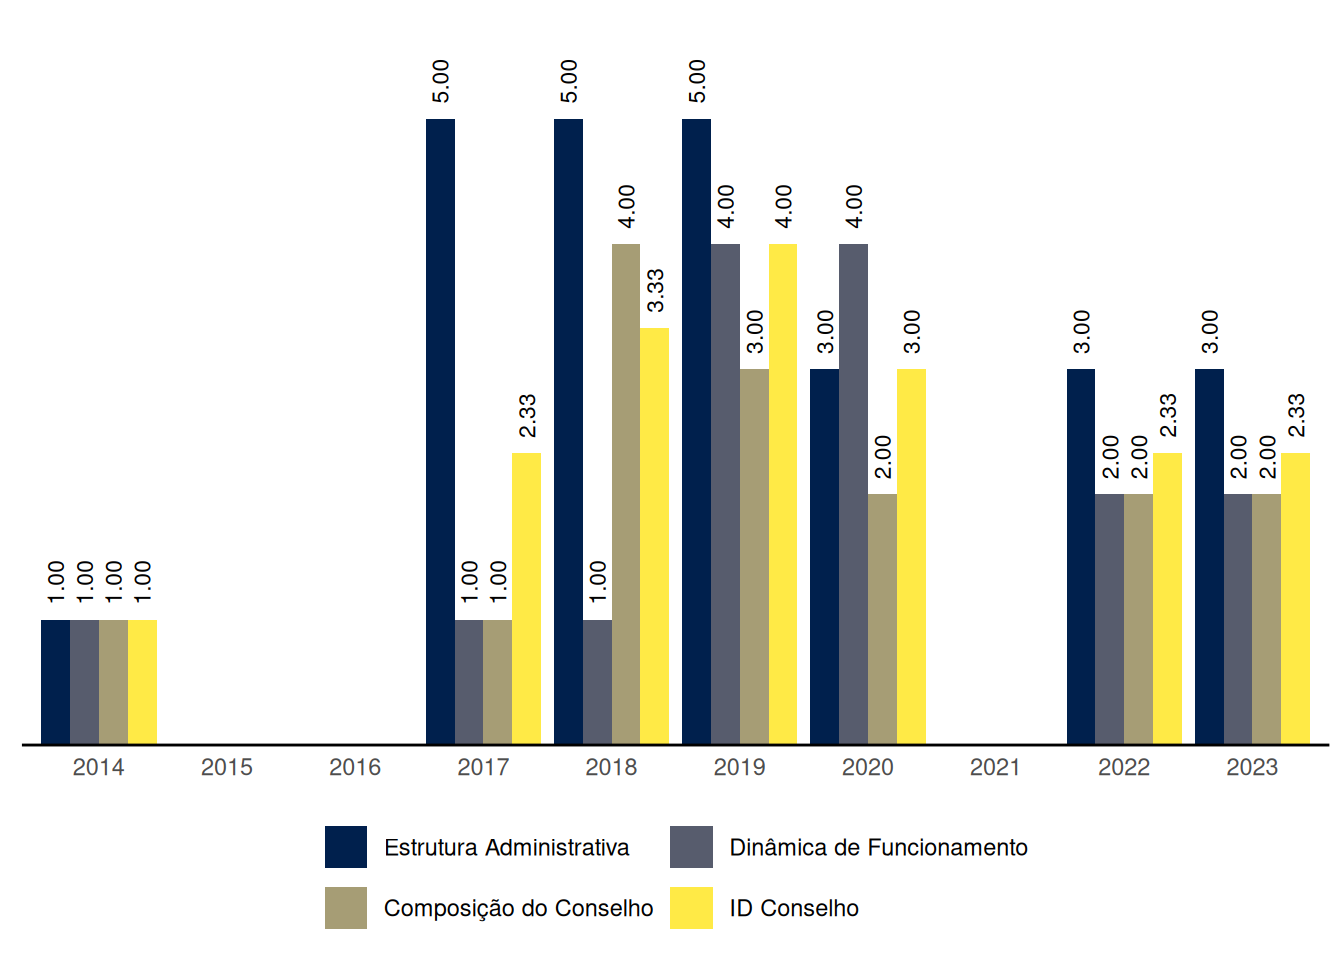 1.00 1.00 1.00 1.00
5.00 1.00 1.00 2.33
5.00 1.00 4.00 3.33
5.00 4.00 3.00 4.00
3.00 4.00 2.00 3.00
3.00 2.00 2.00 2.33
3.00 2.00 2.00 2.33
2014 2015 2016 2017 2018 2019 2020 2021 2022 2023
Estrutura Administrativa Dinâmica de Funcionamento
Composição do Conselho ID Conselho